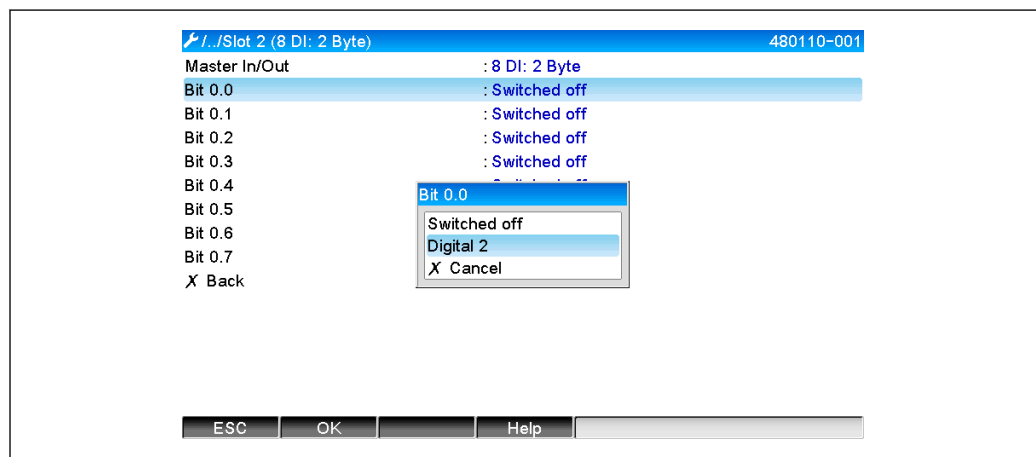 /../Slot 2 (8 DI: 2 Byte) 480110-001
Master In/Out : 8 DI: 2 Byte
Bit 0.0 : Switched off
Bit 0.1 : Switched off
Bit 0.2 : Switched off
Bit 0.3 : Switched off
Bit 0.4
Bit 0.5
Bit 0.6
Bit 0.7
X Back
Bit 0.0
Switched off
Digital 2
X Cancel
ESC OK Help